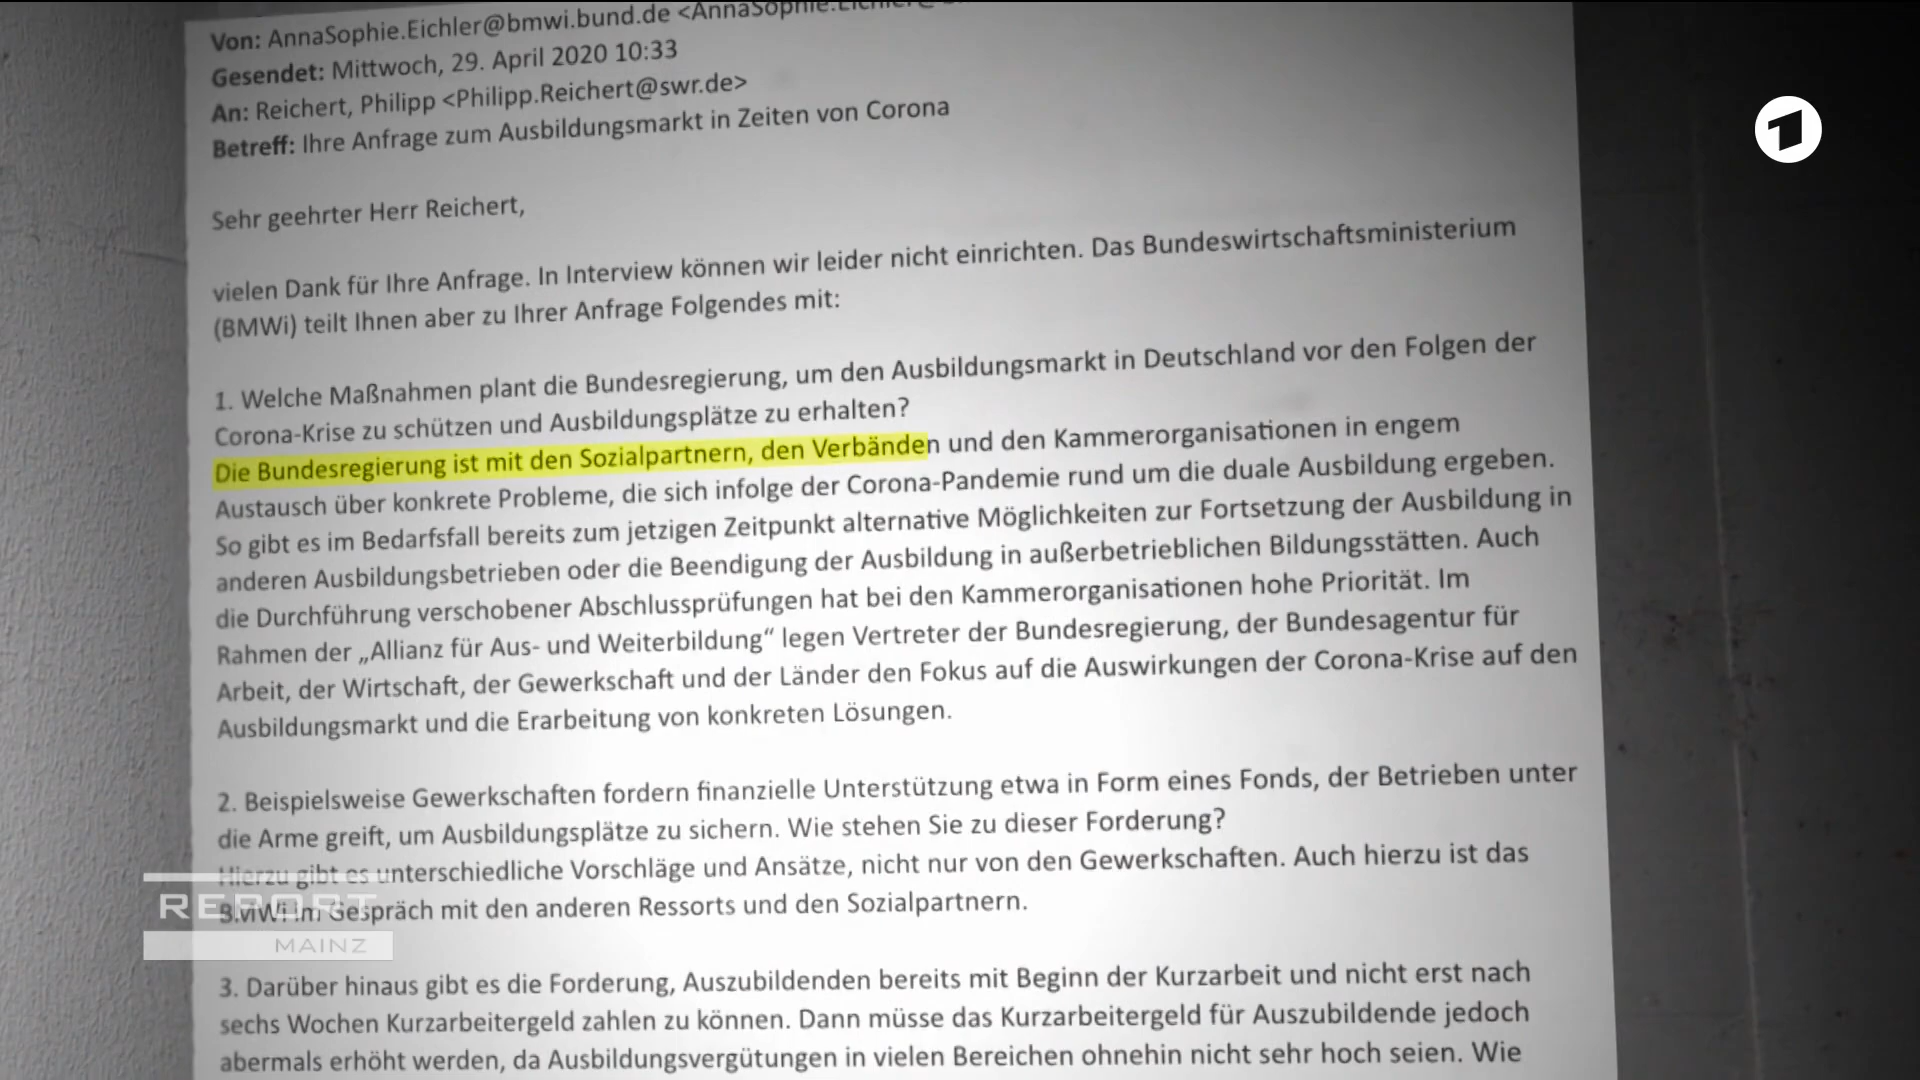 Von: AnnaSophie.Eichler@bmwi.bund.de
Gesendet: Mittwoch, 29. April 2020 10:33
An: Reichert, Philipp <Philipp.Reichert@swr.de>
Betreff: Ihre Anfrage zum Ausbildungsmarkt in Zeiten von Corona
Sehr geehrter Herr Reichert,
vielen Dank für Ihre Anfrage. In Interview können wir leider nicht einrichten. Das Bundeswirtschaftsministerium
(BMWi) teilt Ihnen aber zu Ihrer Anfrage Folgendes mit:
1. Welche Maßnahmen plant die Bundesregierung, um den Ausbildungsmarkt in Deutschland vor den Folgen der
Corona-Krise zu schützen und Ausbildungsplätze zu erhalten?
Die Bundesregierung ist mit den Sozialpartnern, den Verbänden und den Kammerorganisationen in engem
Austausch über konkrete Probleme, die sich infolge der Corona-Pandemie rund um die duale Ausbildung ergeben.
So gibt es im Bedarfsfall bereits zum jetzigen Zeitpunkt alternative Möglichkeiten zur Fortsetzung der Ausbildung in
anderen Ausbildungsbetrieben oder die Beendigung der Ausbildung in außerbetrieblichen Bildungsstätten. Auch
die Durchführung verschobener Abschlussprüfungen hat bei den Kammerorganisationen hohe Priorität. Im
Rahmen der „Allianz für Aus- und Weiterbildung“ legen Vertreter der Bundesregierung, der Bundesagentur für
Arbeit, der Wirtschaft, der Gewerkschaft und der Länder den Fokus auf die Auswirkungen der Corona-Krise auf den
Ausbildungsmarkt und die Erarbeitung von konkreten Lösungen.
2. Beispielsweise Gewerkschaften fordern finanzielle Unterstützung etwa in Form eines Fonds, der Betrieben unter
die Arme greift, um Ausbildungsplätze zu sichern. Wie stehen Sie zu dieser Forderung?
Hierzu gibt es unterschiedliche Vorschläge und Ansätze, nicht nur von den Gewerkschaften. Auch hierzu ist das
BMWi im Gespräch mit den anderen Ressorts und den Sozialpartnern.
3. Darüber hinaus gibt es die Forderung, Auszubildenden bereits mit Beginn der Kurzarbeit und nicht erst nach
sechs Wochen Kurzarbeitergeld zahlen zu können. Dann müsse das Kurzarbeitergeld für Auszubildende jedoch
abermals erhöht werden, da Ausbildungsvergütungen in vielen Bereichen ohnehin nicht sehr hoch seien. Wie
REPORT
MAINZ
1